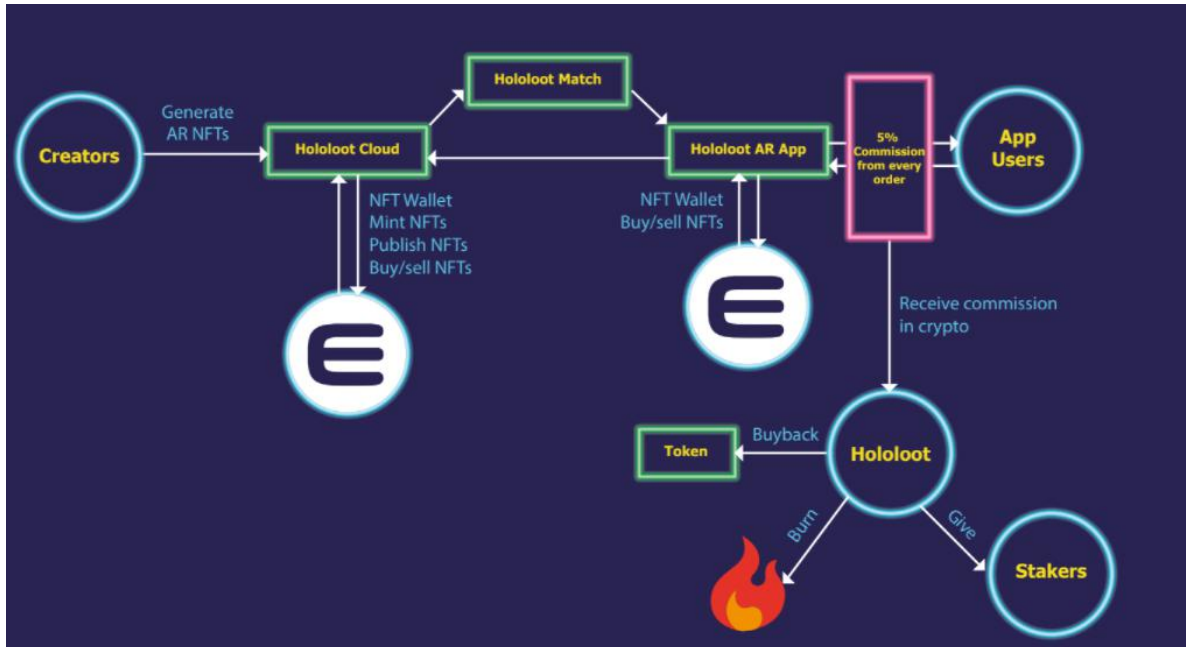 Hololoot Match
Generate
AR NFTs
Creators
Hololoot Cloud
Hololoot AR App
5%
Commission
from every
order
App
Users
NFT Wallet
Mint NFTs
Publish NFTs
Buy/sell NFTs
NFT Wallet
Buy/sell NFTs
Receive commission
in crypto
Token
Buyback
Hololoot
Burn
Give
Stakers